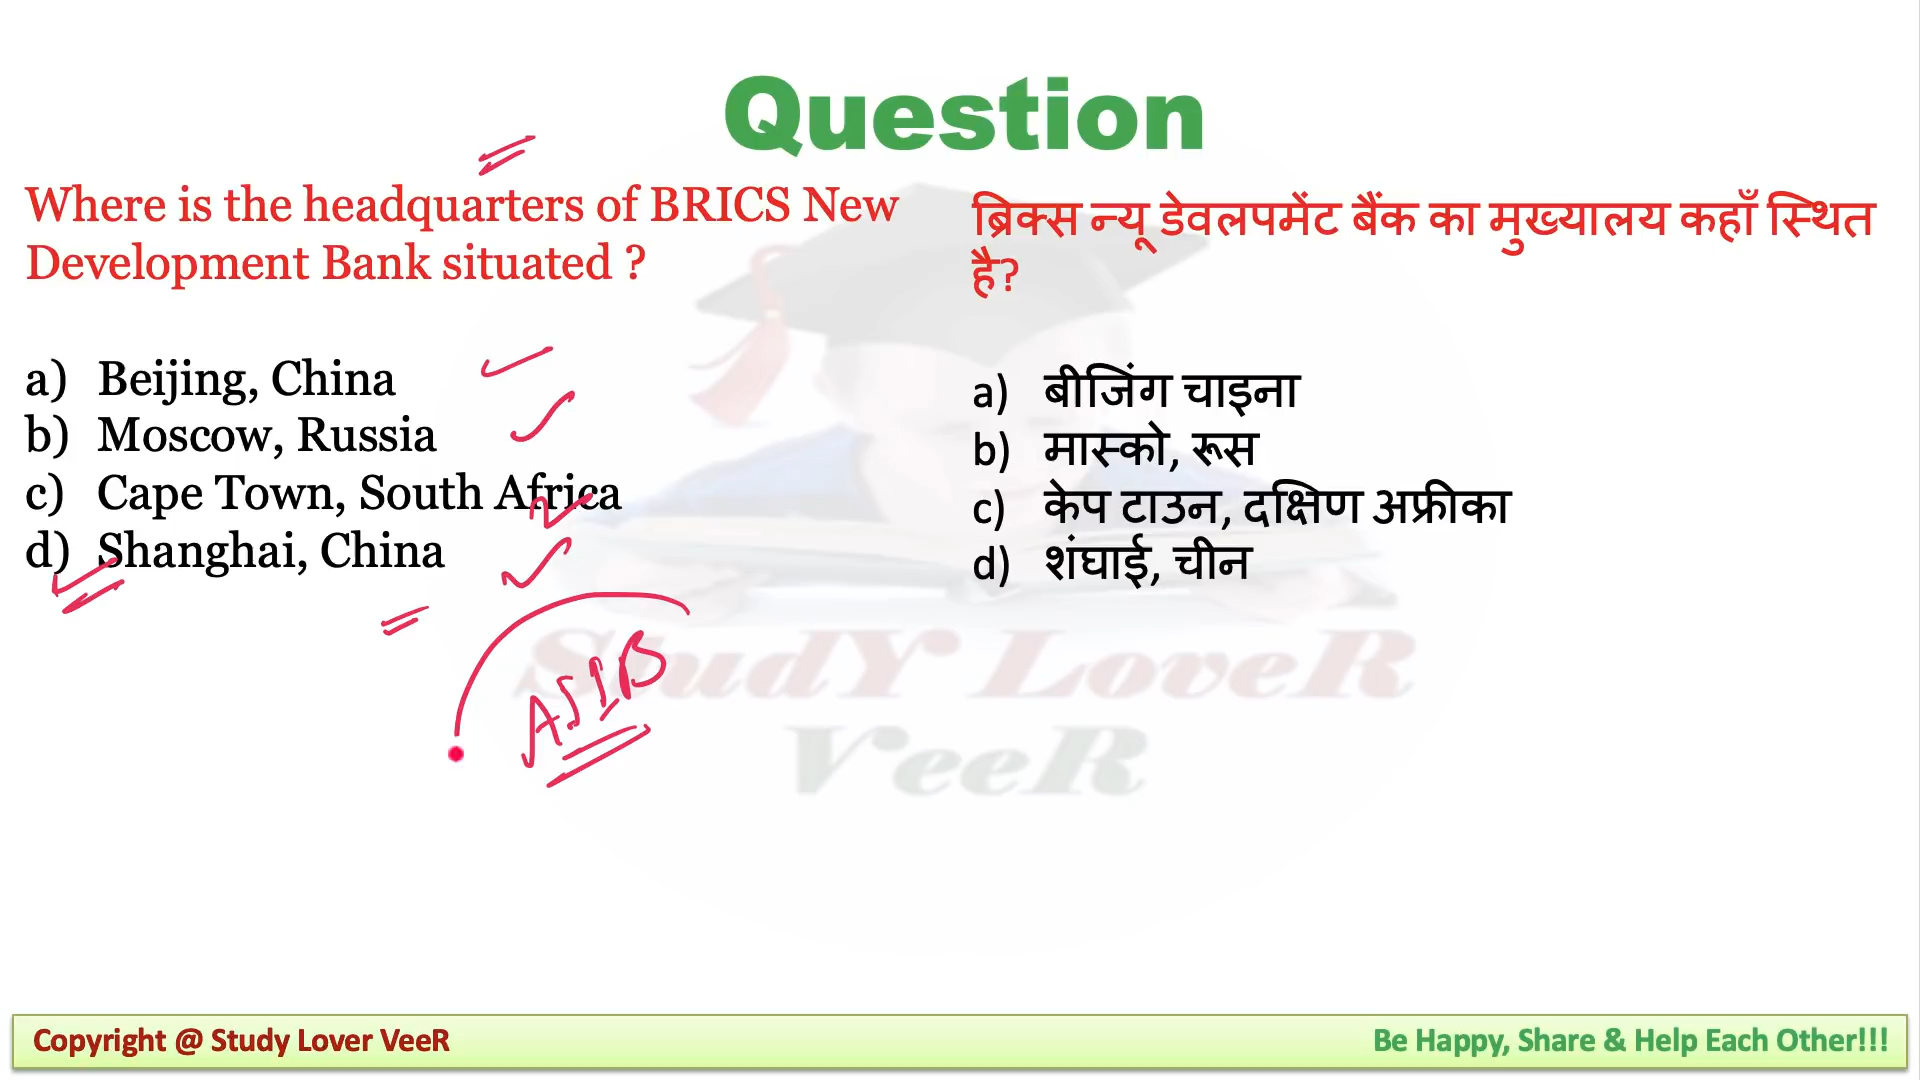 Question
Where is the headquarters of BRICS New
Development Bank situated ?
a) Beijing, China
b) Moscow, Russia
c) Cape Town, South Africa
d) Shanghai, China
ब्रिक्स न्यू डेवलपमेंट बैंक का मुख्यालय कहाँ स्थित
है?
a) बीजिंग चाइना
b) मास्को, रूस
c) केप टाउन, दक्षिण अफ्रीका
d) शंघाई, चीन
StudY LoveR
VeeR
Copyright @ Study Lover VeeR
Be Happy, Share & Help Each Other!!!